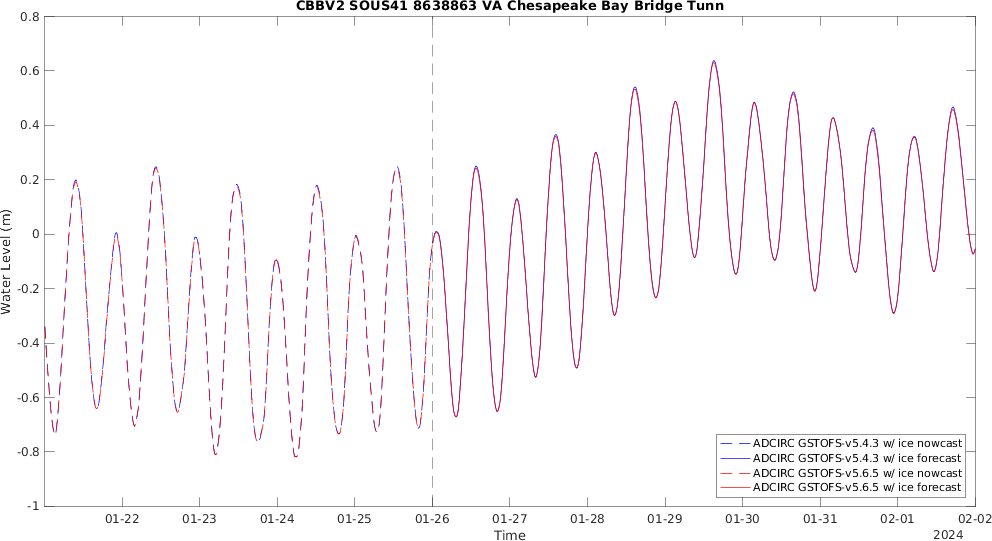 CBBV2 SOUS41 8638863 VA Chesapeake Bay Bridge Tunn
0.8
0.6
0.4
0.2
0
-0.2
-0.4
-0.6
-0.8
-1
Water Level (m)
ADCIRC GSTOFS-v5.4.3 w/ ice nowcast
ADCIRC GSTOFS-v5.4.3 w/ ice forecast
ADCIRC GSTOFS-v5.6.5 w/ ice nowcast
ADCIRC GSTOFS-v5.6.5 w/ ice forecast
01-22 01-23 01-24 01-25 01-26 01-27 01-28 01-29 01-30 01-31 02-01 02-02
Time
2024